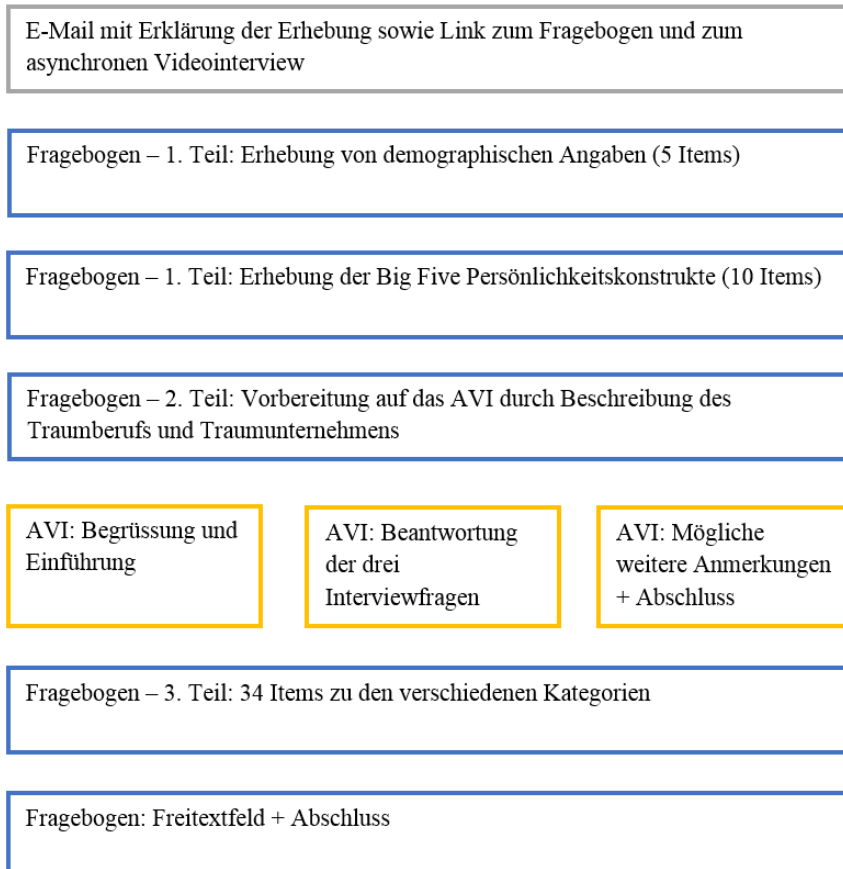 E-Mail mit Erklärung der Erhebung sowie Link zum Fragebogen und zum
asynchronen Videointerview
Fragebogen – 1. Teil: Erhebung von demographischen Angaben (5 Items)
Fragebogen – 1. Teil: Erhebung der Big Five Persönlichkeitskonstrukte (10 Items)
Fragebogen – 2. Teil: Vorbereitung auf das AVI durch Beschreibung des
Traumberufs und Traumunternehmens
AVI: Begrüssung und
Einführung
AVI: Beantwortung
der drei
Interviewfragen
AVI: Mögliche
weitere Anmerkungen
+ Abschluss
Fragebogen – 3. Teil: 34 Items zu den verschiedenen Kategorien
Fragebogen: Freitextfeld + Abschluss